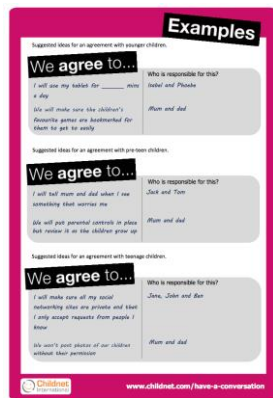 Examples
Suggested ideas for an agreement with younger children.
We agree to...
Who is responsible for this?
I will use my tablet for ______ mins
a day
Isabel and Phoebe
We will make sure the children's
favourite games are bookmarked for
them to get to easily
Mum and dad
Suggested ideas for an agreement with pre-teen children.
We agree to...
Who is responsible for this?
I will tell mum and dad when I see
something that worries me
Jack and Tom
We will put parental controls in place
but review it as the children grow up
Mum and dad
Suggested ideas for an agreement with teenage children.
We agree to...
Who is responsible for this?
I will make sure all my social
networking sites are private and that
I only accept requests from people I
know
Jane, John and Ben
We won't post photos of our children
without their permission
Mum and dad
Childnet
International
www.childnet.com/have-a-conversation